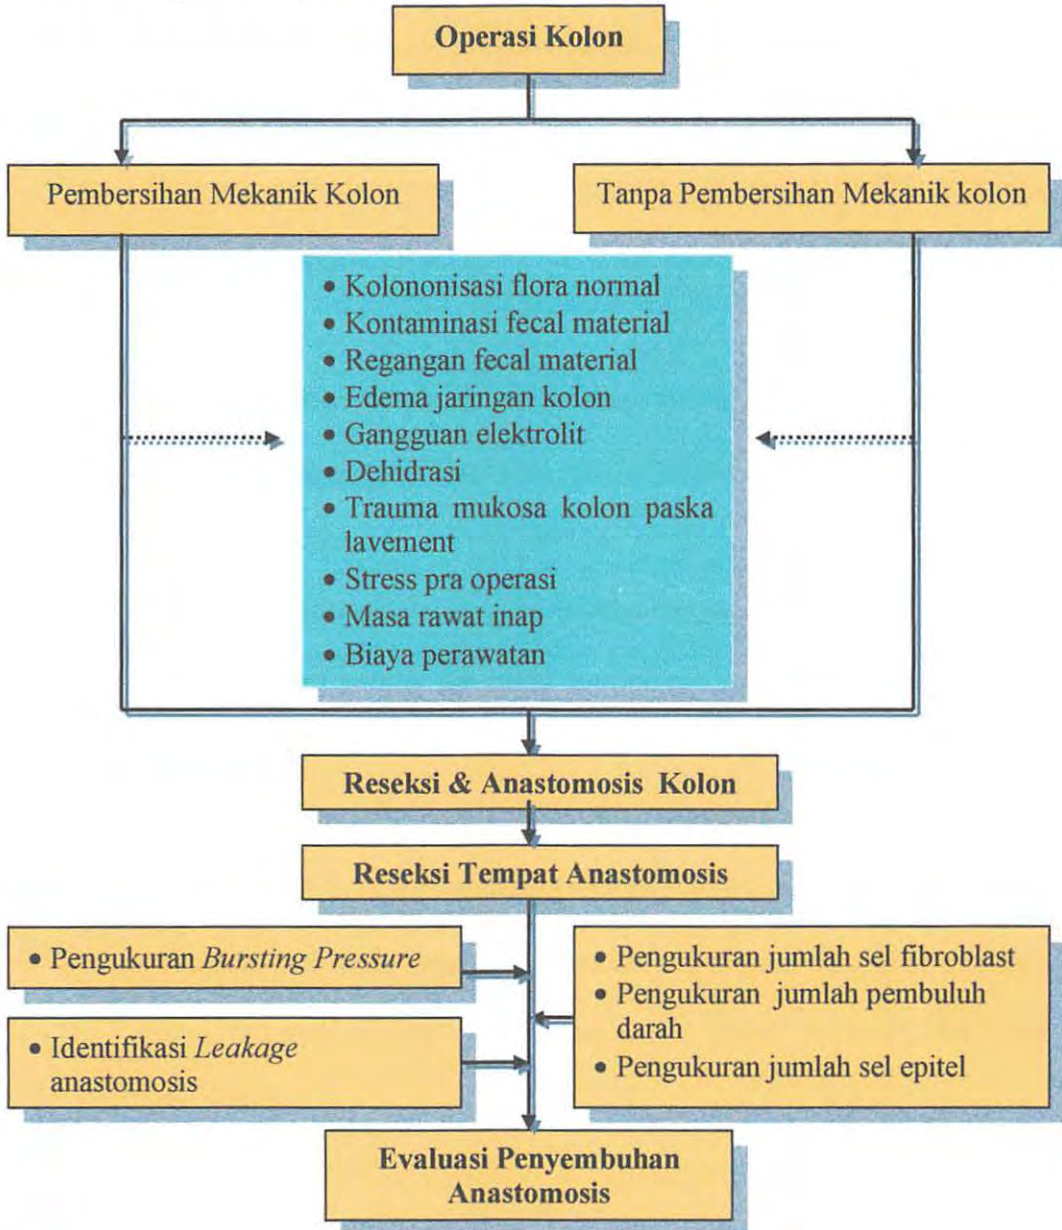 Operasi Kolon
Pembersihan Mekanik Kolon
Tanpa Pembersihan Mekanik kolon
• Kolononisasi flora normal
• Kontaminasi fecal material
• Regangan fecal material
• Edema jaringan kolon
• Gangguan elektrolit
• Dehidrasi
• Trauma mukosa kolon paska
lavement
• Stress pra operasi
• Masa rawat inap
• Biaya perawatan
Reseksi & Anastomosis Kolon
Reseksi Tempat Anastomosis
• Pengukuran Bursting Pressure
• Identifikasi Leakage
anastomosis
• Pengukuran jumlah sel fibroblast
• Pengukuran jumlah pembuluh
darah
• Pengukuran jumlah sel epitel
Evaluasi Penyembuhan
Anastomosis